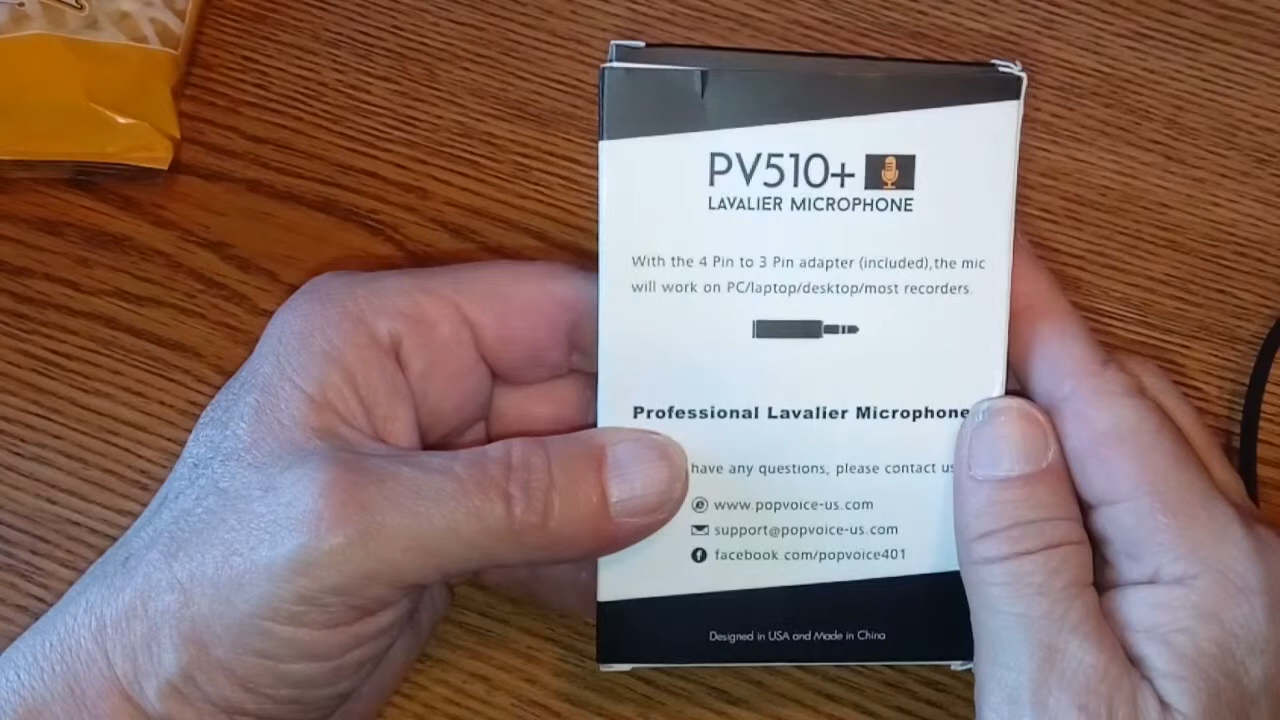 PV510+
LAVALIER MICROPHONE
With the 4 Pin to 3 Pin adapter (included),the mic
will work on PC/laptop/desktop/most recorders.
Professional Lavalier Microphone
have any questions, please contact us
www.popvoice-us.com
support@popvoice-us.com
facebook.com/popvoice401
Designed in USA and Made in China